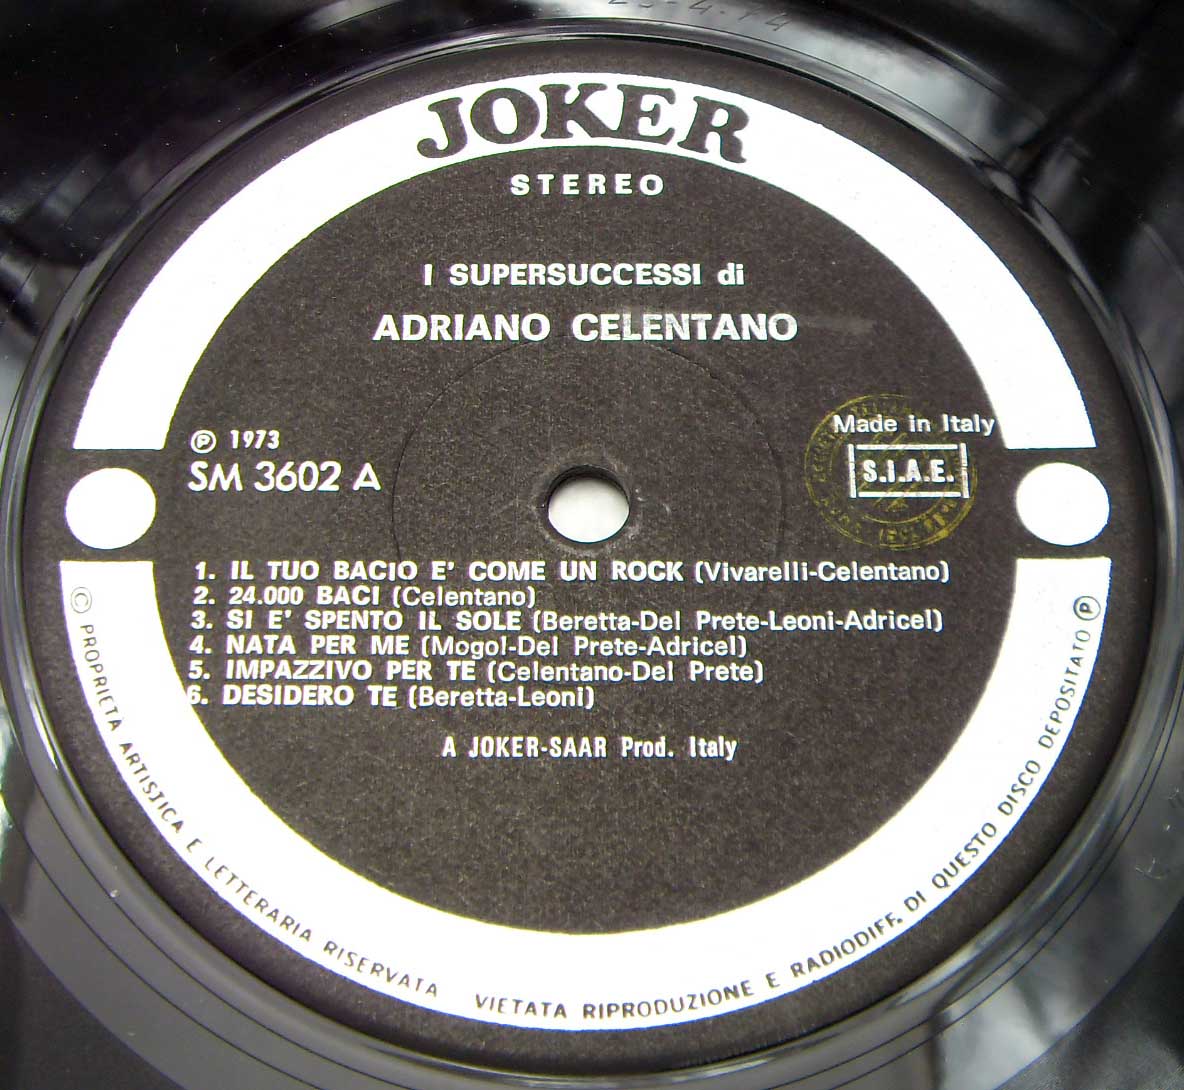 JOKER
STEREO
I SUPERSUCCESSI di
ADRIANO CELENTANO
Ⓟ 1973
SM 3602 A
Made in Italy
S.I.A.E.
1. IL TUO BACIO E' COME UN ROCK (Vivarelli-Celentano)
2. 24.000 BACI (Celentano)
3. SI E' SPENTO IL SOLE (Beretta-Del Prete-Leoni-Adricel)
4. NATA PER ME (Mogol-Del Prete-Adricel)
5. IMPAZZIVO PER TE (Celentano-Del Prete)
6. DESIDERO TE (Beretta-Leoni)
A JOKER-SAAR Prod. Italy
© PROPRIETA ARTISTICA E LETTERARIA RISERVATA VIETATA RIPRODUZIONE E RADIODIFF. DI QUESTO DISCO DEPOSITATO Ⓟ